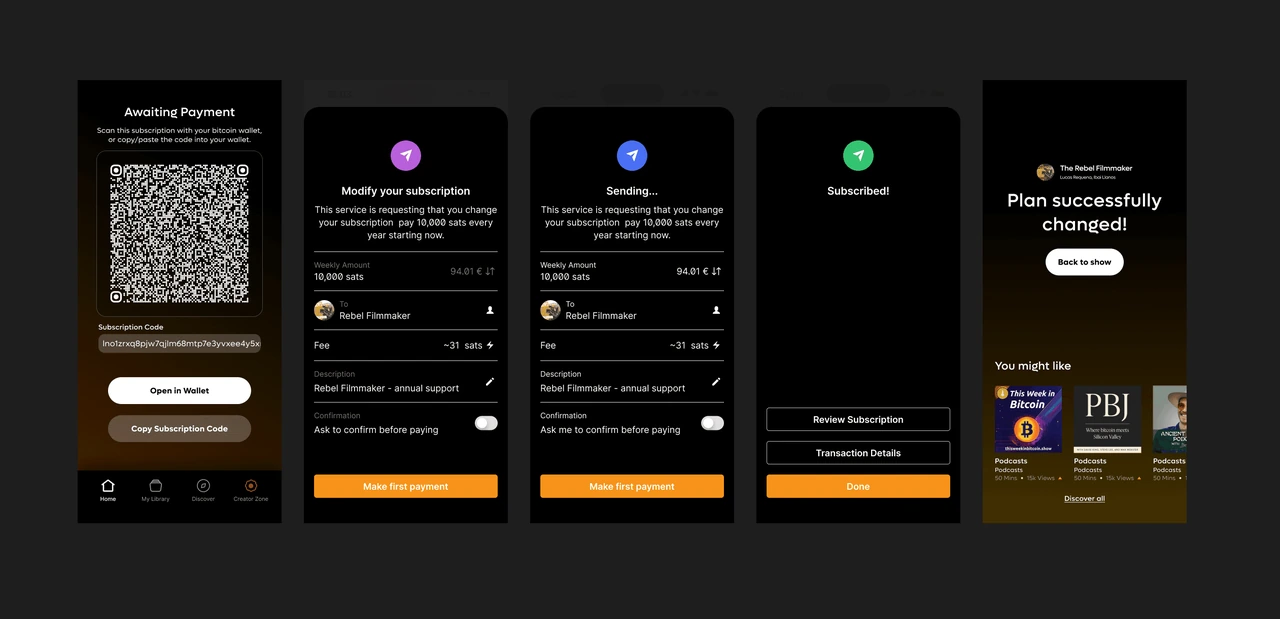 Awaiting Payment
Scan this subscription with your bitcoin wallet,
or copy/paste the code into your wallet.
Subscription Code
lno1zrxq8pjw7qjlm68mtp7e3yvxee4y5x
Open in Wallet
Copy Subscription Code
Home
My Library
Discover
Creator Zone
Modify your subscription
This service is requesting that you change
your subscription pay 10,000 sats every
year starting now.
Weekly Amount
10,000 sats
94.01 €
To
Rebel Filmmaker
Fee
~31 sats
Description
Rebel Filmmaker - annual support
Confirmation
Ask to confirm before paying
Make first payment
Sending...
This service is requesting that you change
your subscription pay 10,000 sats every
year starting now.
Weekly Amount
10,000 sats
94.01 €
To
Rebel Filmmaker
Fee
~31 sats
Description
Rebel Filmmaker - annual support
Confirmation
Ask me to confirm before paying
Make first payment
Subscribed!
Review Subscription
Transaction Details
Done
The Rebel Filmmaker
Lucas Requena, Ibai Llanos
Plan successfully
changed!
Back to show
You might like
This Week in
Bitcoin
thisweekinbitcoin.show
PBJ
Where bitcoin meets
Silicon Valley
ANCIENT
POD
Podcasts
Podcasts
50 Mins • 15k Views
Podcasts
Podcasts
50 Mins • 15k Views
Podcasts
Podcasts
50 Mins • 1
Discover all